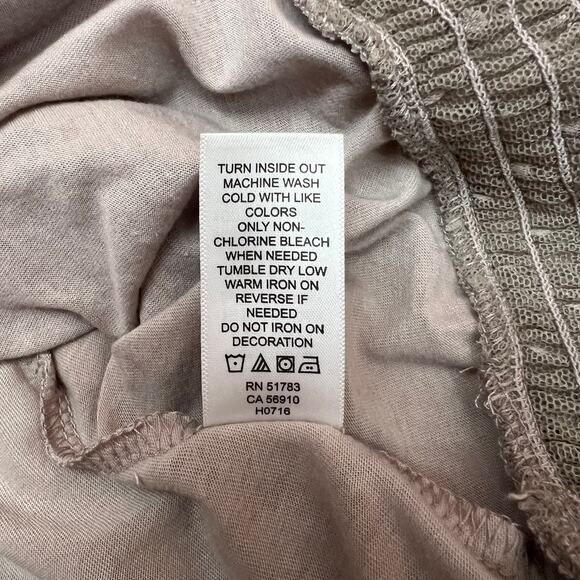 TURN INSIDE OUT
MACHINE WASH
COLD WITH LIKE
COLORS
ONLY NON-
CHLORINE BLEACH
WHEN NEEDED
TUMBLE DRY LOW
WARM IRON ON
REVERSE IF
NEEDED
DO NOT IRON ON
DECORATION
RN 51783
CA 56910
H0716